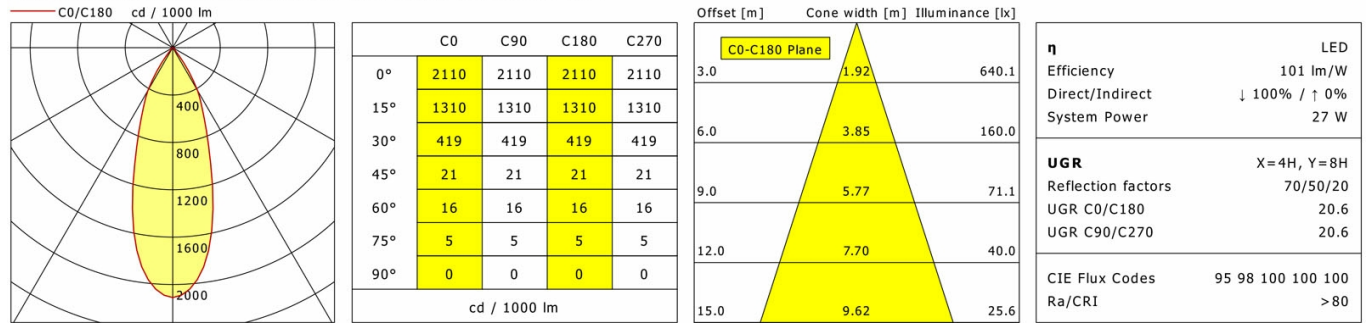 C0/C180 cd / 1000 lm
400
800
1200
1600
2000
C0 C90 C180 C270
0° 2110 2110 2110 2110
15° 1310 1310 1310 1310
30° 419 419 419 419
45° 21 21 21 21
60° 16 16 16 16
75° 5 5 5 5
90° 0 0 0 0
cd / 1000 lm
Offset [m] Cone width [m] Illuminance [lx]
C0-C180 Plane
3.0 1.92 640.1
6.0 3.85 160.0
9.0 5.77 71.1
12.0 7.70 40.0
15.0 9.62 25.6
η LED
Efficiency 101 lm/W
Direct/Indirect ↓ 100% / ↑ 0%
System Power 27 W
UGR X=4H, Y=8H
Reflection factors 70/50/20
UGR C0/C180 20.6
UGR C90/C270 20.6
CIE Flux Codes 95 98 100 100 100
Ra/CRI >80